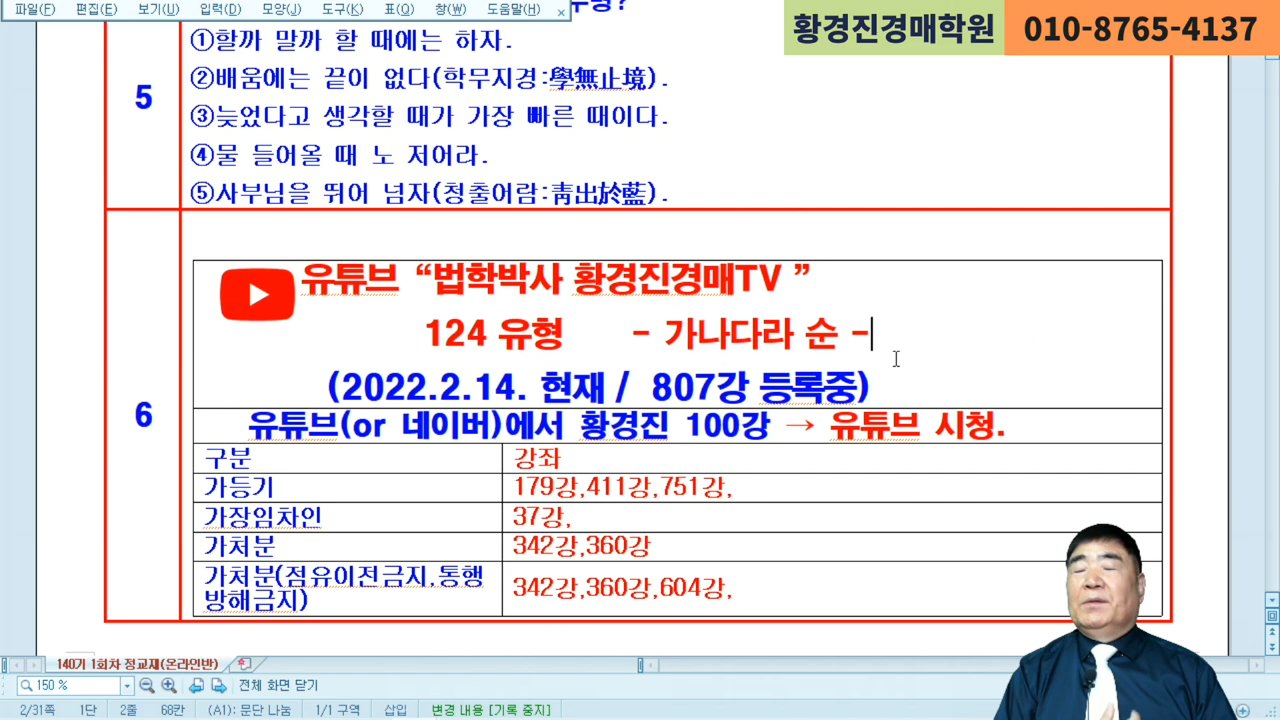 파일(F) 편집(E) 보기(U) 입력(D) 모양(J) 도구(K) 표(Q) 창(W) 도움말(H)
황경진경매학원 010-8765-4137
5
①할까 말까 할 때에는 하자.
②배움에는 끝이 없다(학무지경:學無止境).
③늦었다고 생각할 때가 가장 빠른 때이다.
④물 들어올 때 노 저어라.
⑤사부님을 뛰어 넘자(청출어람:靑出於藍).
6
유튜브 “법학박사 황경진경매TV ”
124 유형 - 가나다라 순 -
(2022.2.14. 현재 / 807강 등록중)
유튜브(or 네이버)에서 황경진 100강 → 유튜브 시청.
구분 강좌
가등기 179강,411강,751강,
가장임차인 37강,
가처분 342강,360강
가처분(점유이전금지,통행방해금지) 342강,360강,604강,
140기 1회차 정교재(온라인반)
150 % 전체 화면 닫기
2/31쪽 1단 2줄 68칸 (A1): 문단 나눔 1/1 구역 삽입 변경 내용 [기록 중지]